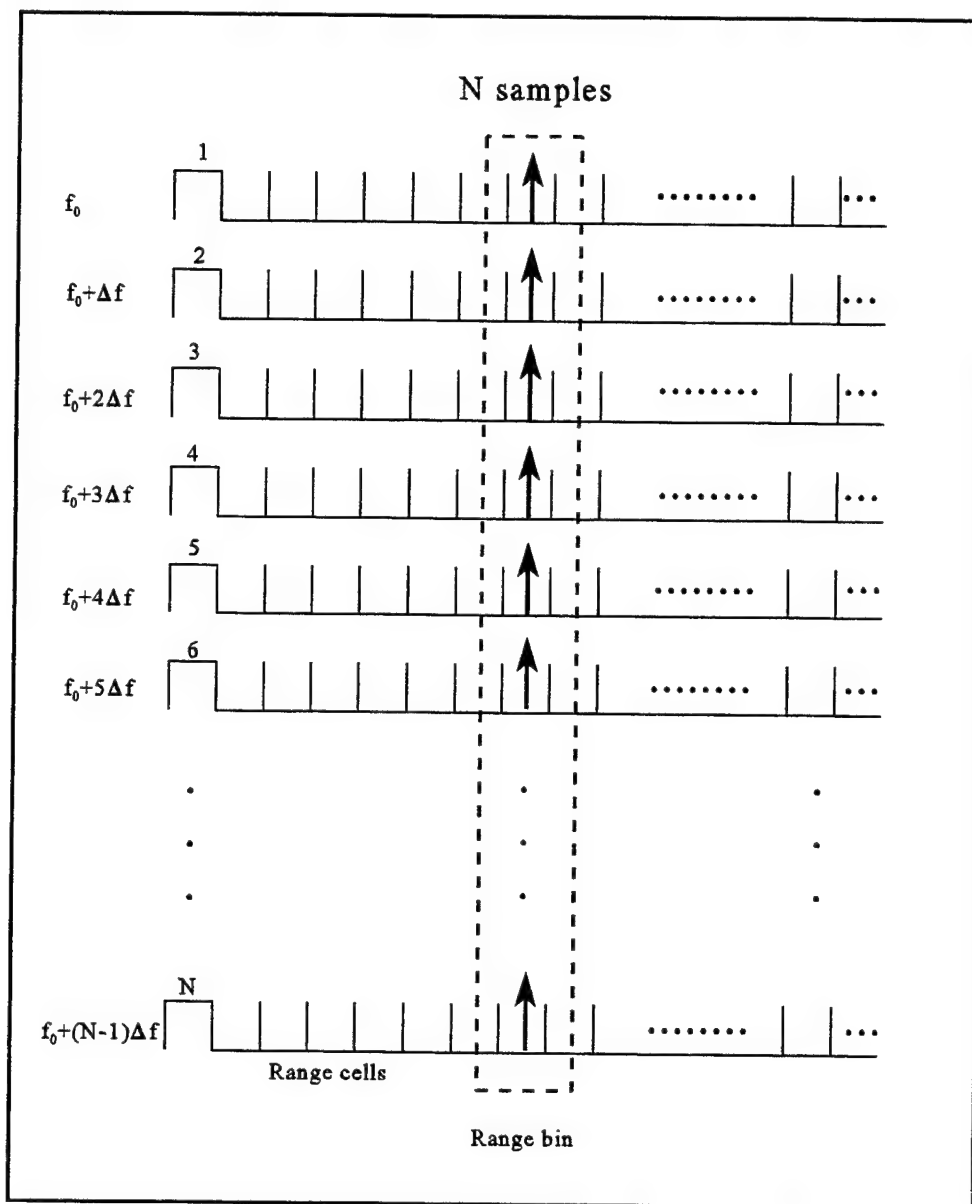 N samples
1
f₀
2
f₀+Δf
3
f₀+2Δf
4
f₀+3Δf
5
f₀+4Δf
6
f₀+5Δf
N
f₀+(N-1)Δf
Range cells
Range bin